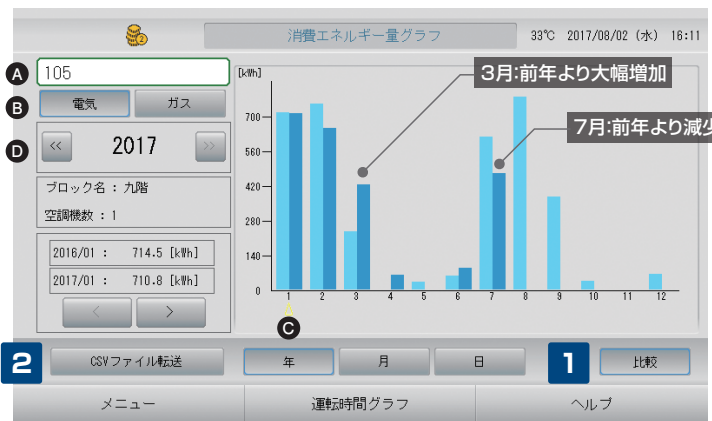 消費エネルギー量グラフ
33℃ 2017/08/02 (水) 16:11
A
105
B
電気
ガス
D
<<
2017
>>
ブロック名 : 九階
空調機数 : 1
2016/01 : 714.5 [kWh]
2017/01 : 710.8 [kWh]
<
>
[kWh]
700
560
420
280
140
0
1 2 3 4 5 6 7 8 9 10 11 12
3月:前年より大幅増加
7月:前年より減少
C
2
CSVファイル転送
年
月
日
1
比較
メニュー
運転時間グラフ
ヘルプ